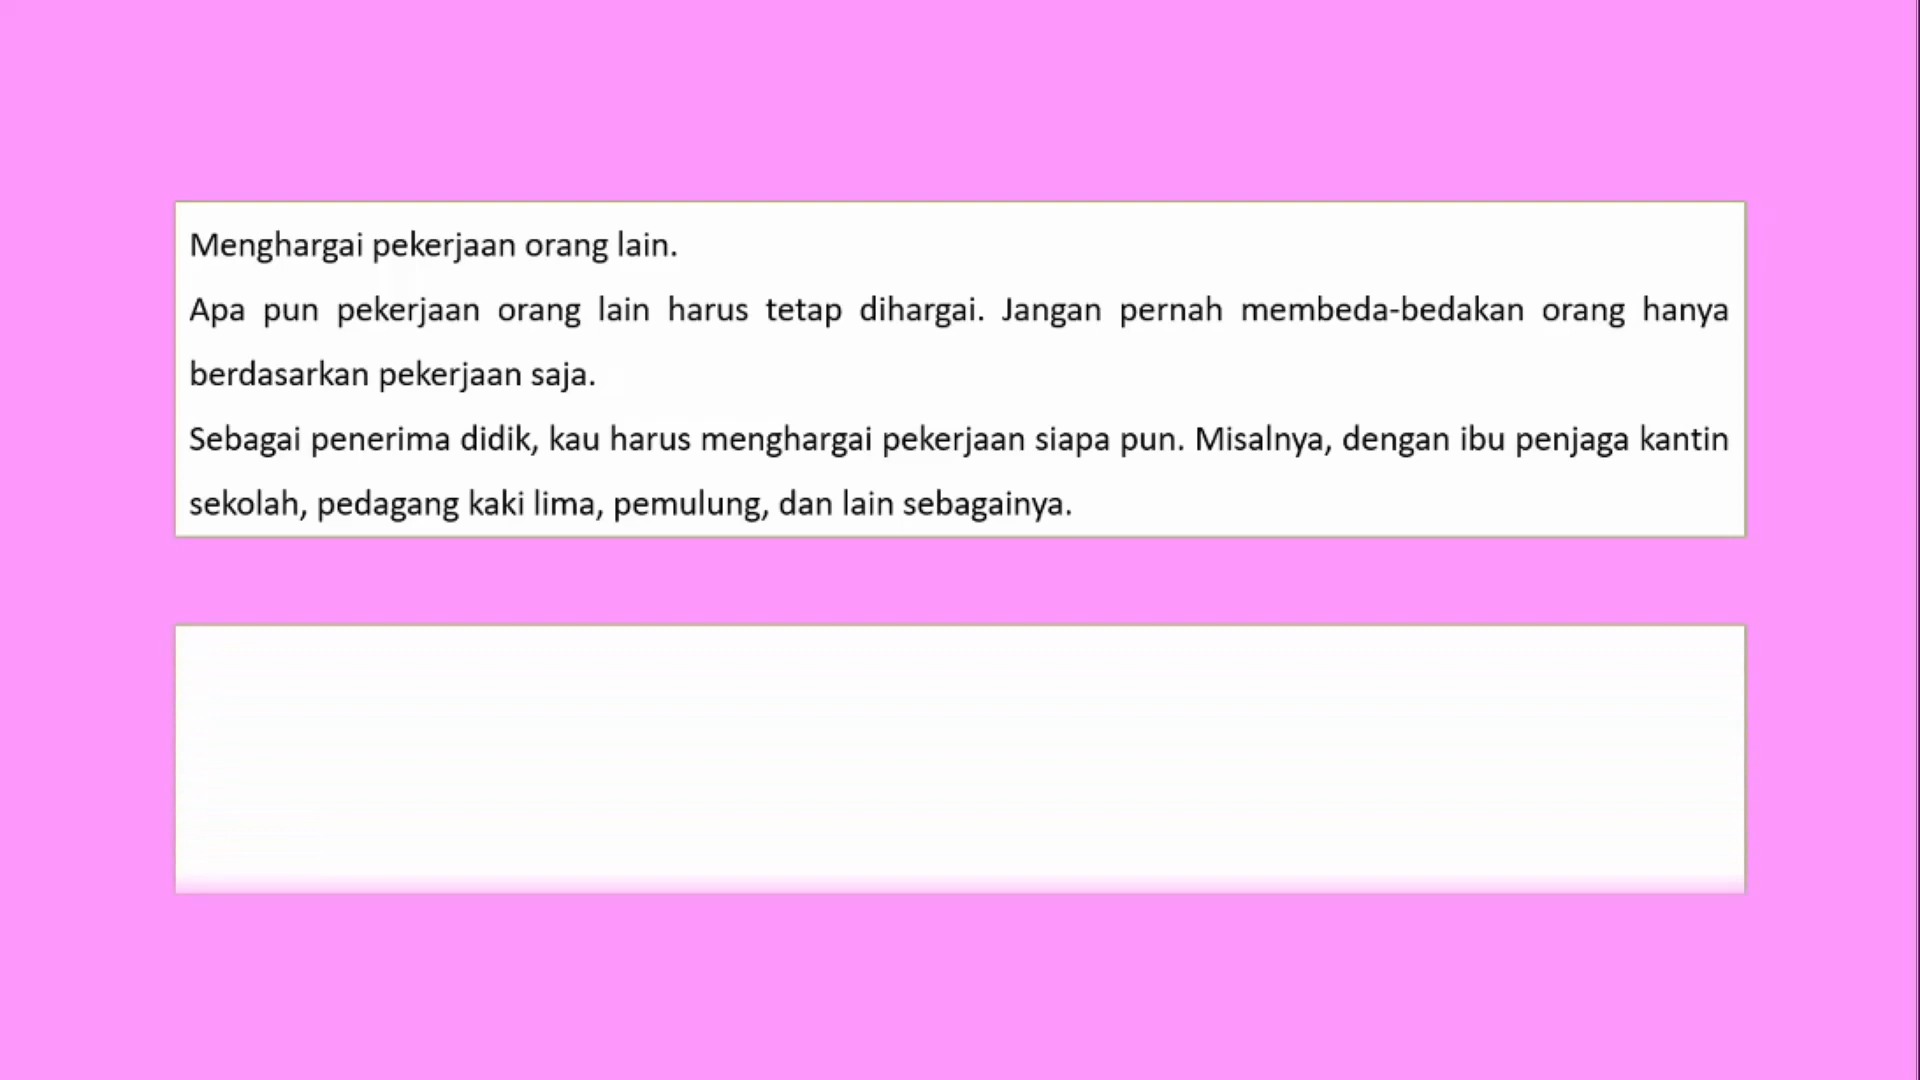 Menghargai pekerjaan orang lain.
Apa pun pekerjaan orang lain harus tetap dihargai. Jangan pernah membeda-bedakan orang hanya
berdasarkan pekerjaan saja.
Sebagai penerima didik, kau harus menghargai pekerjaan siapa pun. Misalnya, dengan ibu penjaga kantin
sekolah, pedagang kaki lima, pemulung, dan lain sebagainya.